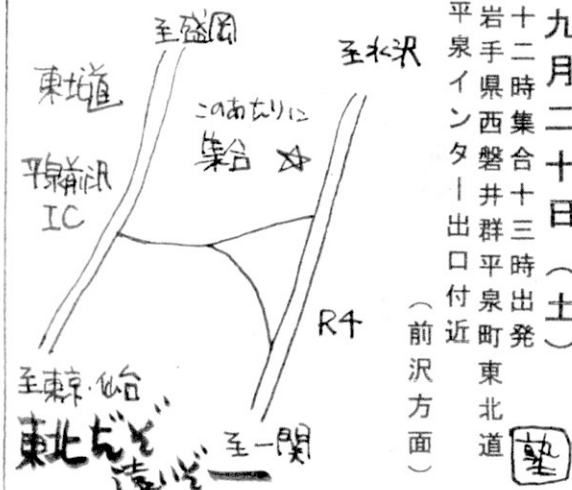 九月二十日（土）
十二時集合十三時出発
岩手県西磐井群平泉町東北道
平泉インター出口付近
（前沢方面）
塾
至盛岡
至水沢
東北道
このあたりに
集合 ☆
平泉前沢
IC
R4
至東京・仙台
至一関
東北だぞ
遠いぞー